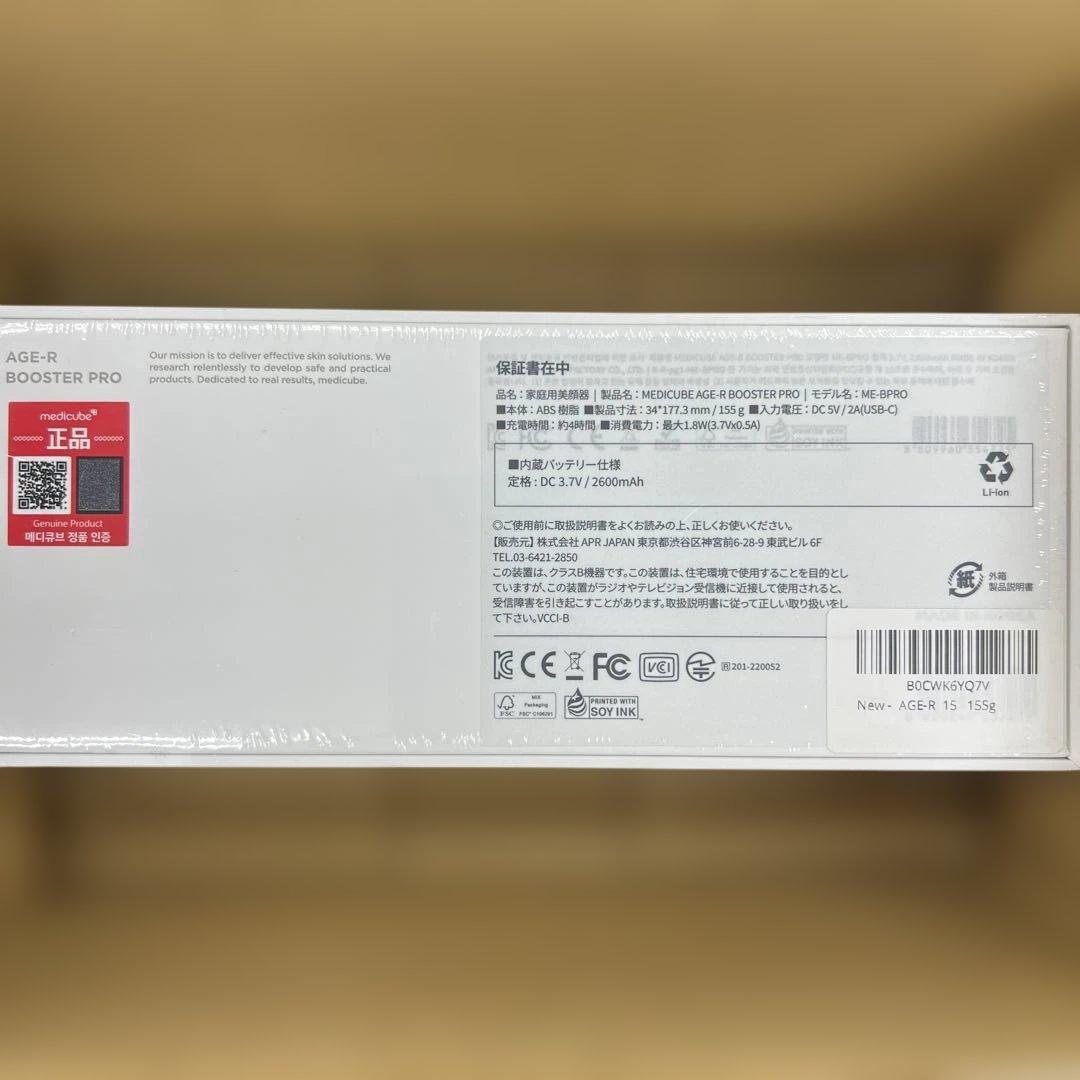 AGE-R
BOOSTER PRO
Our mission is to deliver effective skin solutions. We
research relentlessly to develop safe and practical
products. Dedicated to real results, medicube.
medicube
正品
Genuine Product
메디큐브 정품 인증
保証書在中
品名:家庭用美顔器 | 製品名:MEDICUBE AGE-R BOOSTER PRO | モデル名:ME-BPRO
■本体:ABS 樹脂 ■製品寸法:34*177.3 mm / 155 g ■入力電圧:DC 5V / 2A(USB-C)
■充電時間:約4時間 ■消費電力:最大1.8W(3.7Vx0.5A)
■内蔵バッテリー仕様
定格 : DC 3.7V / 2600mAh
Li-ion
◎ご使用前に取扱説明書をよくお読みの上、正しくお使いください。
【販売元】株式会社 APR JAPAN 東京都渋谷区神宮前6-28-9 東武ビル 6F
TEL.03-6421-2850
この装置は、クラスB機器です。この装置は、住宅環境で使用することを目的とし
ていますが、この装置がラジオやテレビジョン受信機に近接して使用されると、
受信障害を引き起こすことがあります。取扱説明書に従って正しい取り扱いをし
て下さい。VCCI-B
紙
外箱
製品説明書
CE FC VCI R 201-220052
FSC
MIX
Packaging
FSC® C106291
PRINTED WITH
SOY INK™
B0CWK6YQ7V
New - AGE-R 15 155g